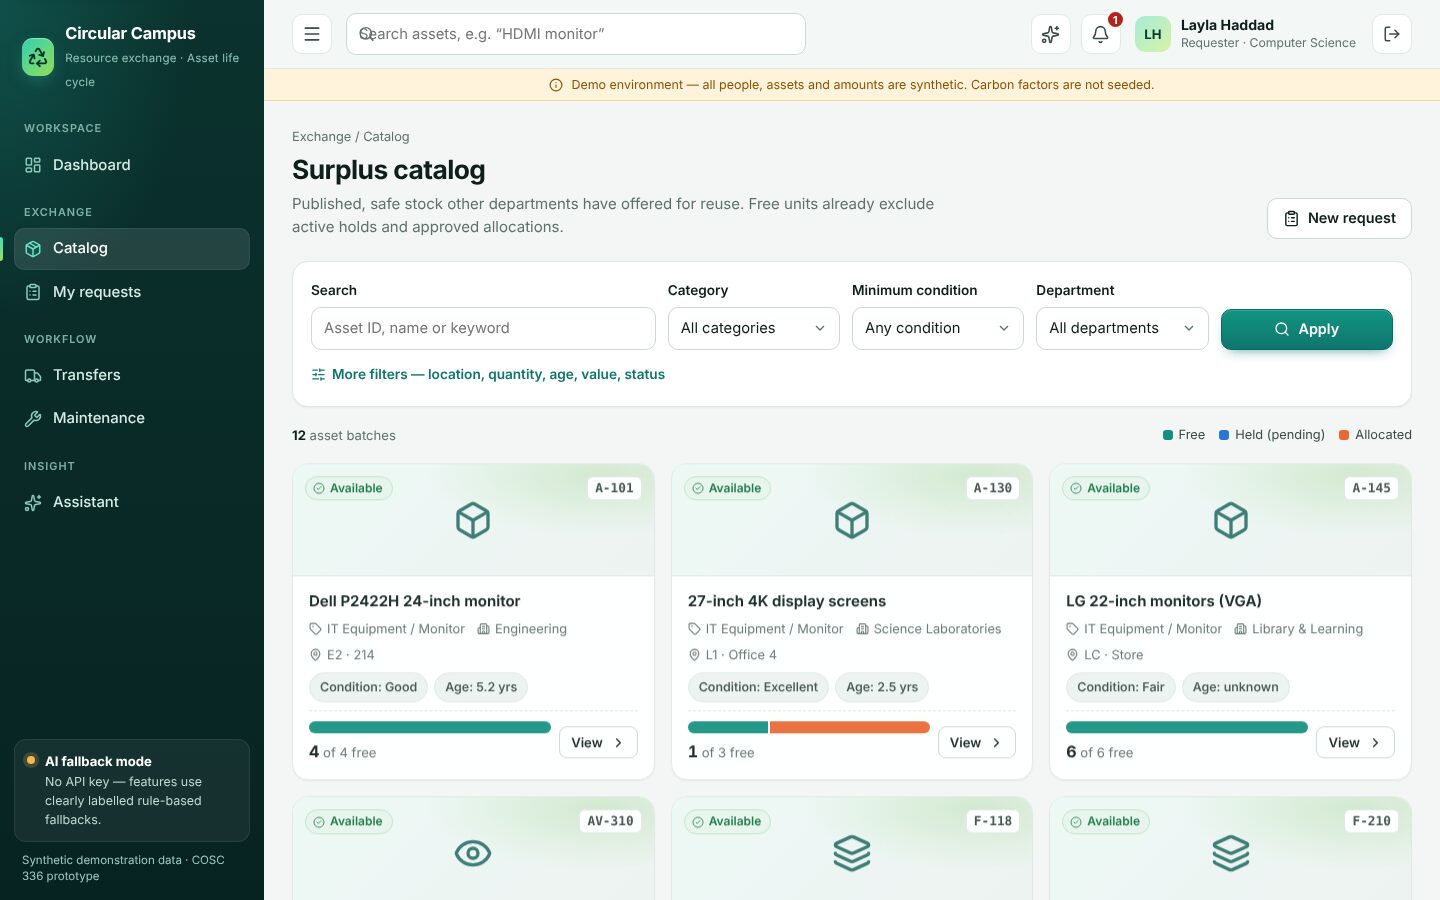 Circular Campus
Resource exchange · Asset life
cycle
WORKSPACE
Dashboard
EXCHANGE
Catalog
My requests
WORKFLOW
Transfers
Maintenance
INSIGHT
Assistant
AI fallback mode
No API key — features use
clearly labelled rule-based
fallbacks.
Synthetic demonstration data · COSC
336 prototype
Search assets, e.g. “HDMI monitor”
1
LH
Layla Haddad
Requester · Computer Science
Demo environment — all people, assets and amounts are synthetic. Carbon factors are not seeded.
Exchange / Catalog
Surplus catalog
Published, safe stock other departments have offered for reuse. Free units already exclude
active holds and approved allocations.
New request
Search
Asset ID, name or keyword
Category
All categories
Minimum condition
Any condition
Department
All departments
Apply
More filters — location, quantity, age, value, status
12 asset batches
Free Held (pending) Allocated
Available A-101
Dell P2422H 24-inch monitor
IT Equipment / Monitor Engineering
E2 · 214
Condition: Good Age: 5.2 yrs
4 of 4 free
View
Available A-130
27-inch 4K display screens
IT Equipment / Monitor Science Laboratories
L1 · Office 4
Condition: Excellent Age: 2.5 yrs
1 of 3 free
View
Available A-145
LG 22-inch monitors (VGA)
IT Equipment / Monitor Library & Learning
LC · Store
Condition: Fair Age: unknown
6 of 6 free
View
Available AV-310
Available F-118
Available F-210